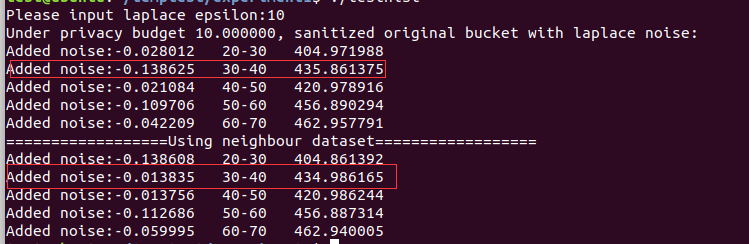 Please input laplace epsilon:10
Under privacy budget 10.000000, sanitized original bucket with laplace noise:
Added noise:-0.028012 20-30 404.971988
Added noise:-0.138625 30-40 435.861375
Added noise:-0.021084 40-50 420.978916
Added noise:-0.109706 50-60 456.890294
Added noise:-0.042209 60-70 462.957791
==================Using neighbour dataset==================
Added noise:-0.138608 20-30 404.861392
Added noise:-0.013835 30-40 434.986165
Added noise:-0.013756 40-50 420.986244
Added noise:-0.112686 50-60 456.887314
Added noise:-0.059995 60-70 462.940005